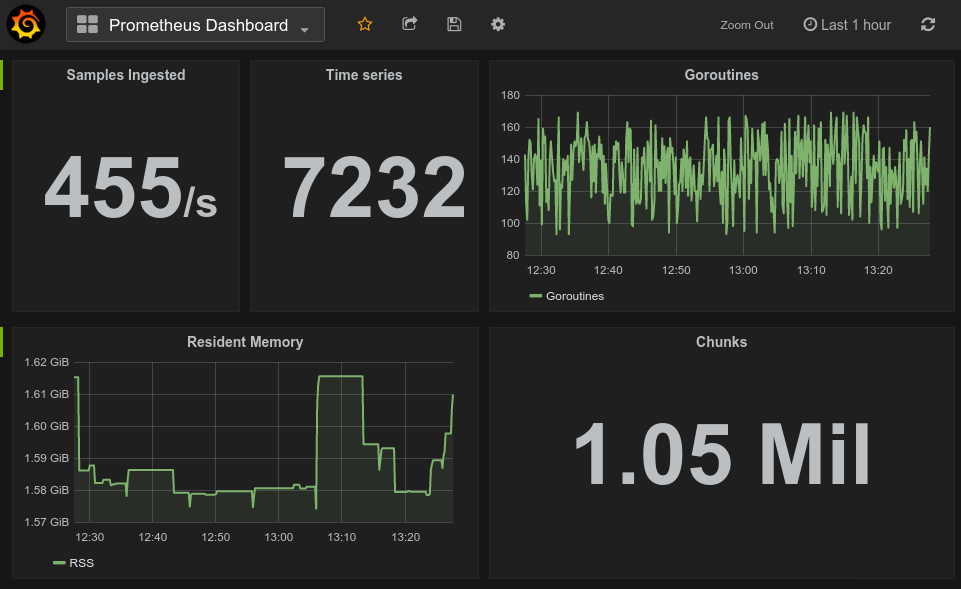 Prometheus Dashboard
Zoom Out
Last 1 hour
Samples Ingested
455/s
Time series
7232
Goroutines
180
160
140
120
100
80
12:30 12:40 12:50 13:00 13:10 13:20
Goroutines
Resident Memory
1.62 GiB
1.61 GiB
1.60 GiB
1.59 GiB
1.58 GiB
1.57 GiB
12:30 12:40 12:50 13:00 13:10 13:20
RSS
Chunks
1.05 Mil